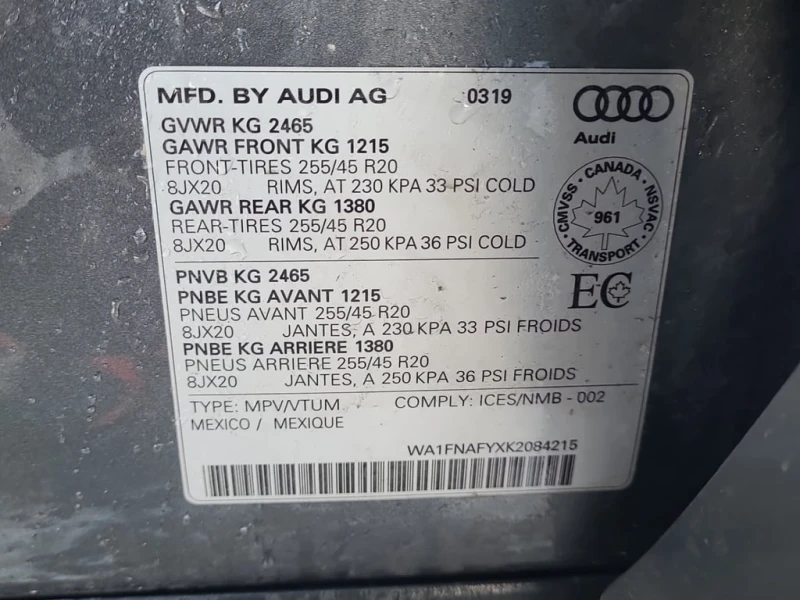 MFD. BY AUDI AG 0319
Audi
GVWR KG 2465
GAWR FRONT KG 1215
FRONT-TIRES 255/45 R20
8JX20 RIMS, AT 230 KPA 33 PSI COLD
GAWR REAR KG 1380
REAR-TIRES 255/45 R20
8JX20 RIMS, AT 250 KPA 36 PSI COLD
CMVSS · CANADA · NSVAC · TRANSPORT ·
961
PNVB KG 2465
PNBE KG AVANT 1215
PNEUS AVANT 255/45 R20
8JX20 JANTES, A 230 KPA 33 PSI FROIDS
PNBE KG ARRIERE 1380
PNEUS ARRIERE 255/45 R20
8JX20 JANTES, A 250 KPA 36 PSI FROIDS
EC
TYPE: MPV/VTUM COMPLY: ICES/NMB - 002
MEXICO / MEXIQUE
WA1FNAFYXK2084215